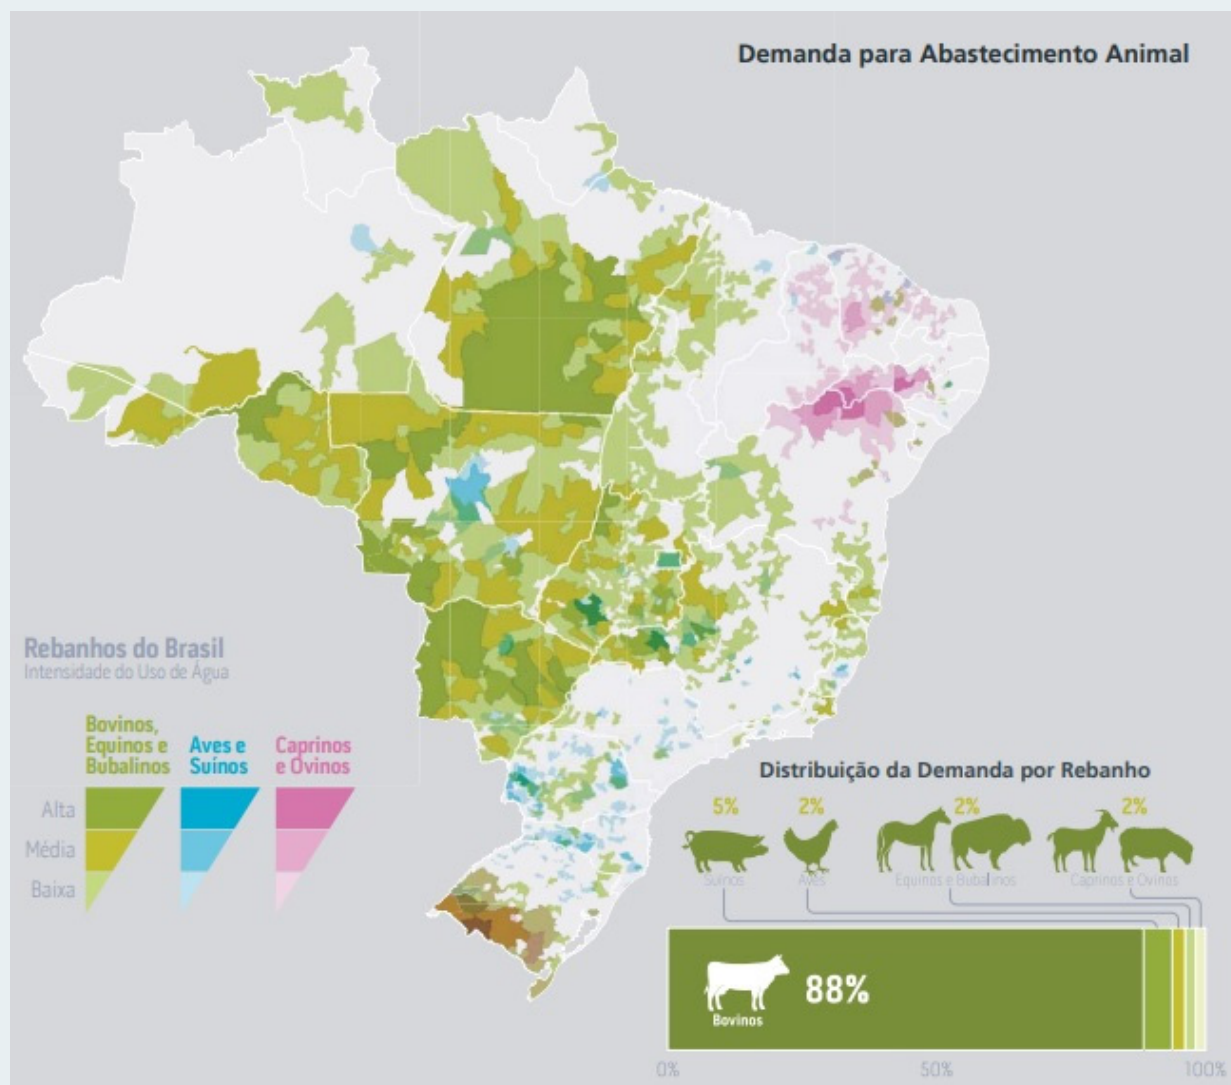 Demanda para Abastecimento Animal
Rebanhos do Brasil
Intensidade do Uso de Água
Bovinos,
Equinos e
Bubalinos
Aves e
Suínos
Caprinos
e Ovinos
Alta
Média
Baixa
Distribuição da Demanda por Rebanho
5%
2%
2%
2%
Suínos
Aves
Equinos e Bubalinos
Caprinos e Ovinos
88%
Bovinos
0%
50%
100%